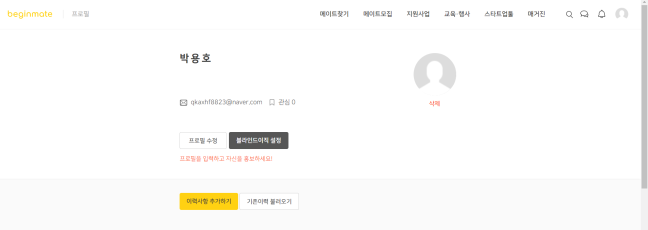 beginmate 프로필 메이트찾기 메이트모집 지원사업 교육·행사 스타트업툴 매거진
박용호
qkaxhf8823@naver.com 관심 0
삭제
프로필 수정 블라인드이직 설정
프로필을 입력하고 자신을 홍보하세요!
이력사항 추가하기 기존이력 불러오기